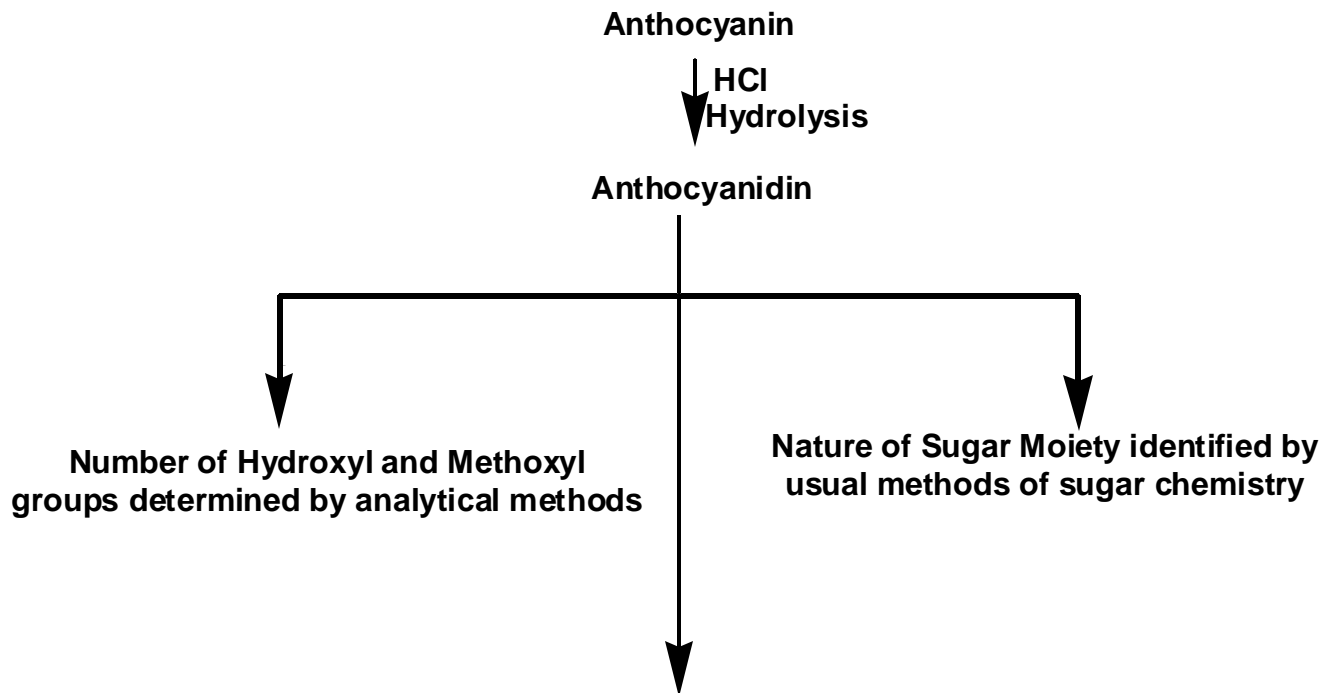 Anthocyanin
HCl
Hydrolysis
Anthocyanidin
Number of Hydroxyl and Methoxyl
groups determined by analytical methods
Nature of Sugar Moiety identified by
usual methods of sugar chemistry